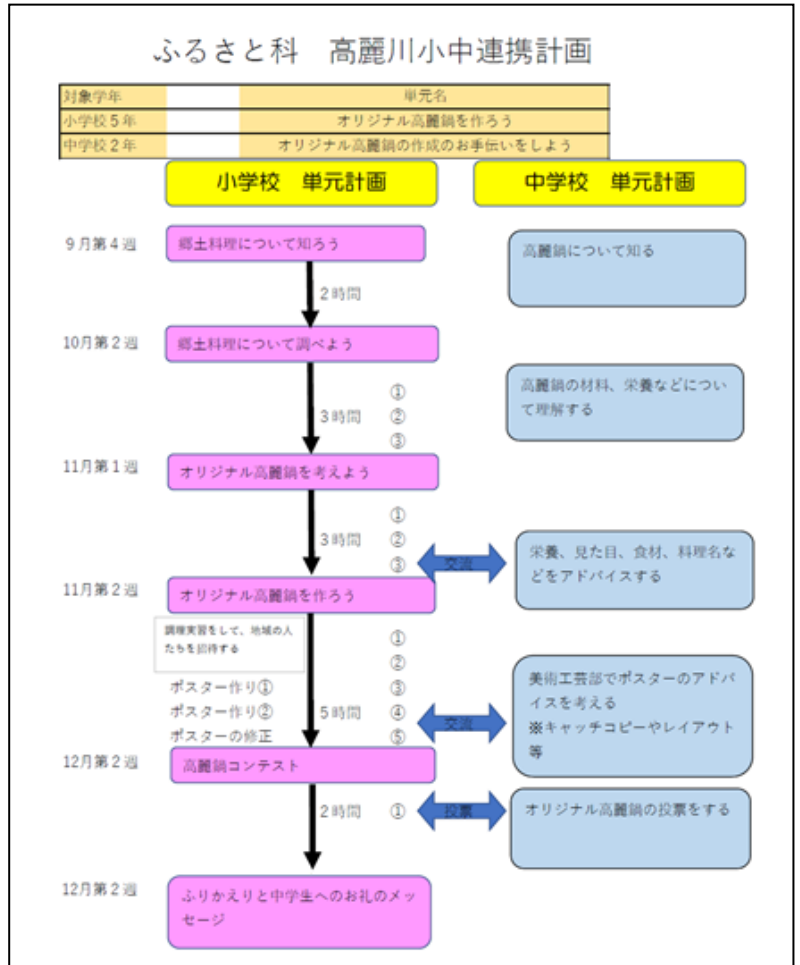 ふるさと科　高麗川小中連携計画
対象学年　単元名
小学校５年　オリジナル高麗鍋を作ろう
中学校２年　オリジナル高麗鍋の作成のお手伝いをしよう
小学校　単元計画
中学校　単元計画
９月第４週
郷土料理について知ろう
高麗鍋について知る
２時間
10月第２週
郷土料理について調べよう
高麗鍋の材料、栄養などについ
て理解する
①
３時間　②
③
11月第１週
オリジナル高麗鍋を考えよう
①
３時間　②
③
交流
栄養、見た目、食材、料理名な
どをアドバイスする
11月第２週
オリジナル高麗鍋を作ろう
調理実習をして、地域の人
たちを招待する
①
②
ポスター作り①　③
ポスター作り②　５時間　④
ポスターの修正　⑤
交流
美術工芸部でポスターのアドバ
イスを考える
※キャッチコピーやレイアウト
等
12月第２週
高麗鍋コンテスト
２時間　①
投票
オリジナル高麗鍋の投票をする
12月第２週
ふりかえりと中学生へのお礼のメッ
セージ